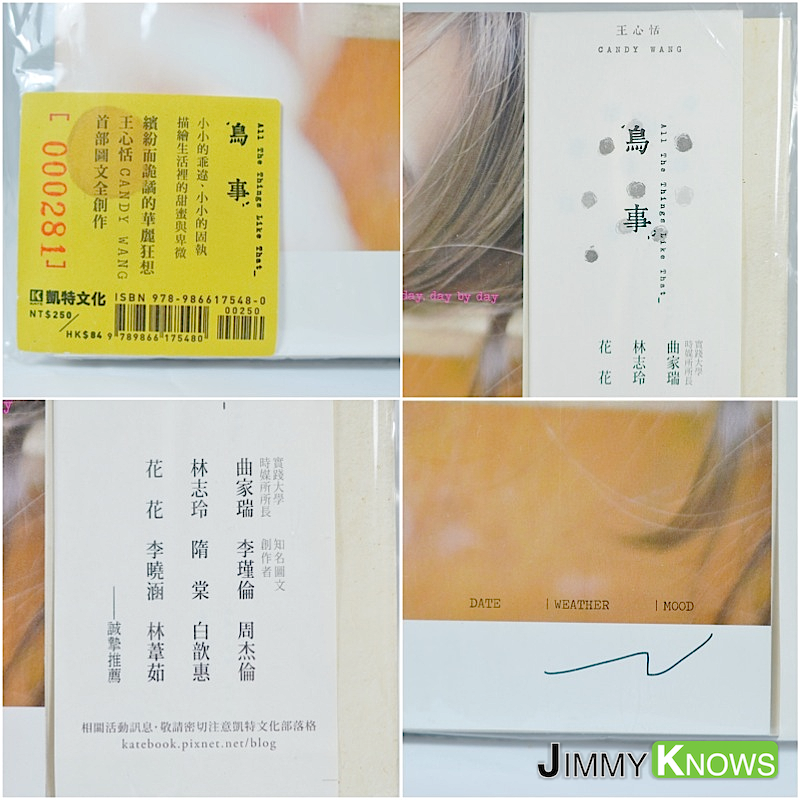 [ 000281 ]
All The Things Like That_
鳥事
小小的乖違、小小的固執
描繪生活裡的甜蜜與卑微
繽紛而詭譎的華麗狂想
王心恬 CANDY WANG
首部圖文全創作
K 凱特文化
NT$250/
HK$84
ISBN 978-986617548-0
00250
9 789866 175480
王心恬
CANDY WANG
All The Things Like That_
鳥事
day, day by day
實踐大學
時媒所所長
曲家瑞
林志玲
花花
y
實踐大學
時媒所所長
曲家瑞
知名圖文
創作者
李瑾倫
周杰倫
林志玲
隋棠
白歆惠
花花
李曉涵
林葦茹
——誠摯推薦
相關活動訊息‧敬請密切注意凱特文化部落格
katebook.pixnet.net/blog
DATE |WEATHER |MOOD
JIMMY KNOWS